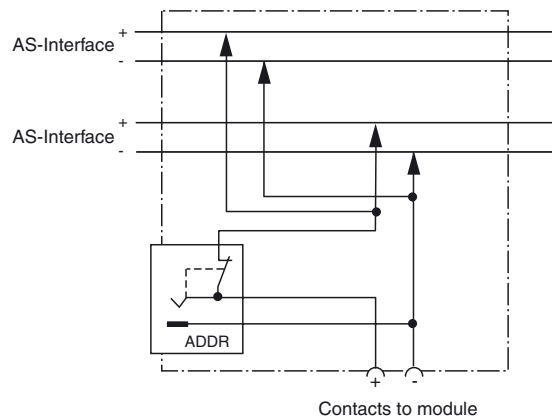 +
AS-Interface
-
+
AS-Interface
-
ADDR
+ -
Contacts to module